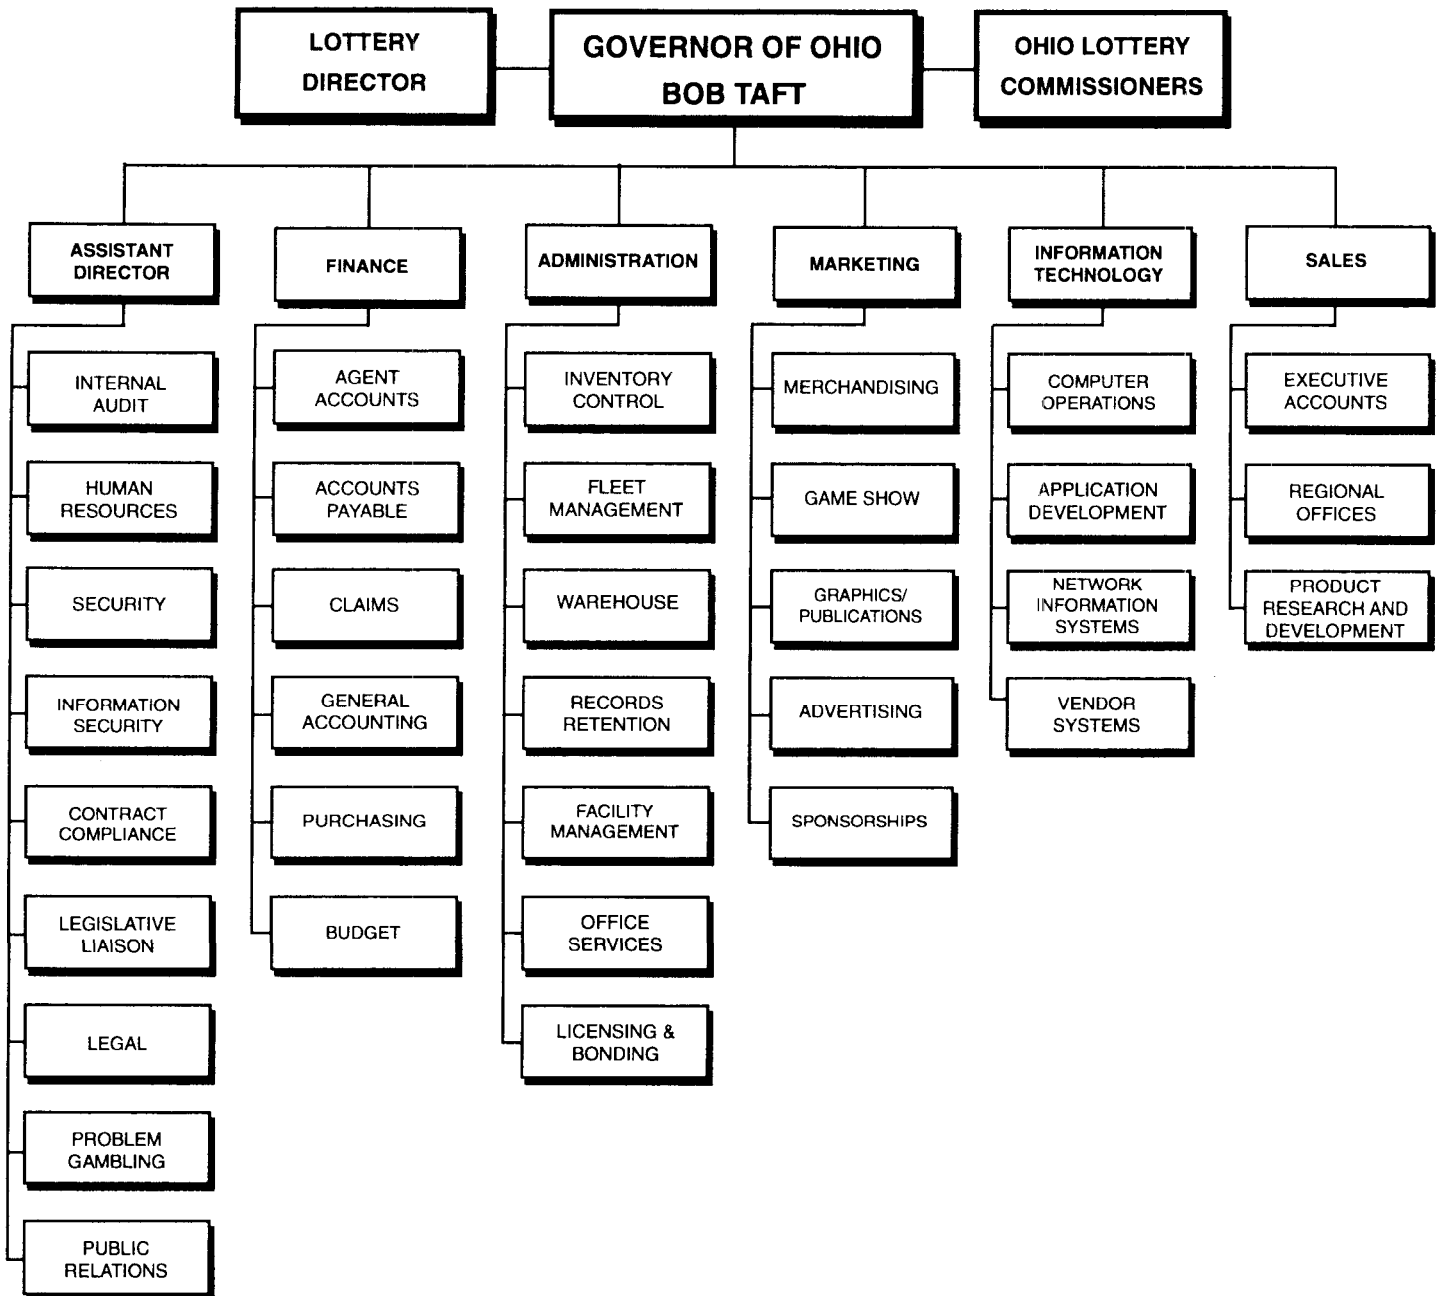 LOTTERY
DIRECTOR
GOVERNOR OF OHIO
BOB TAFT
OHIO LOTTERY
COMMISSIONERS
ASSISTANT
DIRECTOR
INTERNAL
AUDIT
HUMAN
RESOURCES
SECURITY
INFORMATION
SECURITY
CONTRACT
COMPLIANCE
LEGISLATIVE
LIAISON
LEGAL
PROBLEM
GAMBLING
PUBLIC
RELATIONS
FINANCE
AGENT
ACCOUNTS
ACCOUNTS
PAYABLE
CLAIMS
GENERAL
ACCOUNTING
PURCHASING
BUDGET
ADMINISTRATION
INVENTORY
CONTROL
FLEET
MANAGEMENT
WAREHOUSE
RECORDS
RETENTION
FACILITY
MANAGEMENT
OFFICE
SERVICES
LICENSING &
BONDING
MARKETING
MERCHANDISING
GAME SHOW
GRAPHICS/
PUBLICATIONS
ADVERTISING
SPONSORSHIPS
INFORMATION
TECHNOLOGY
COMPUTER
OPERATIONS
APPLICATION
DEVELOPMENT
NETWORK
INFORMATION
SYSTEMS
VENDOR
SYSTEMS
SALES
EXECUTIVE
ACCOUNTS
REGIONAL
OFFICES
PRODUCT
RESEARCH AND
DEVELOPMENT